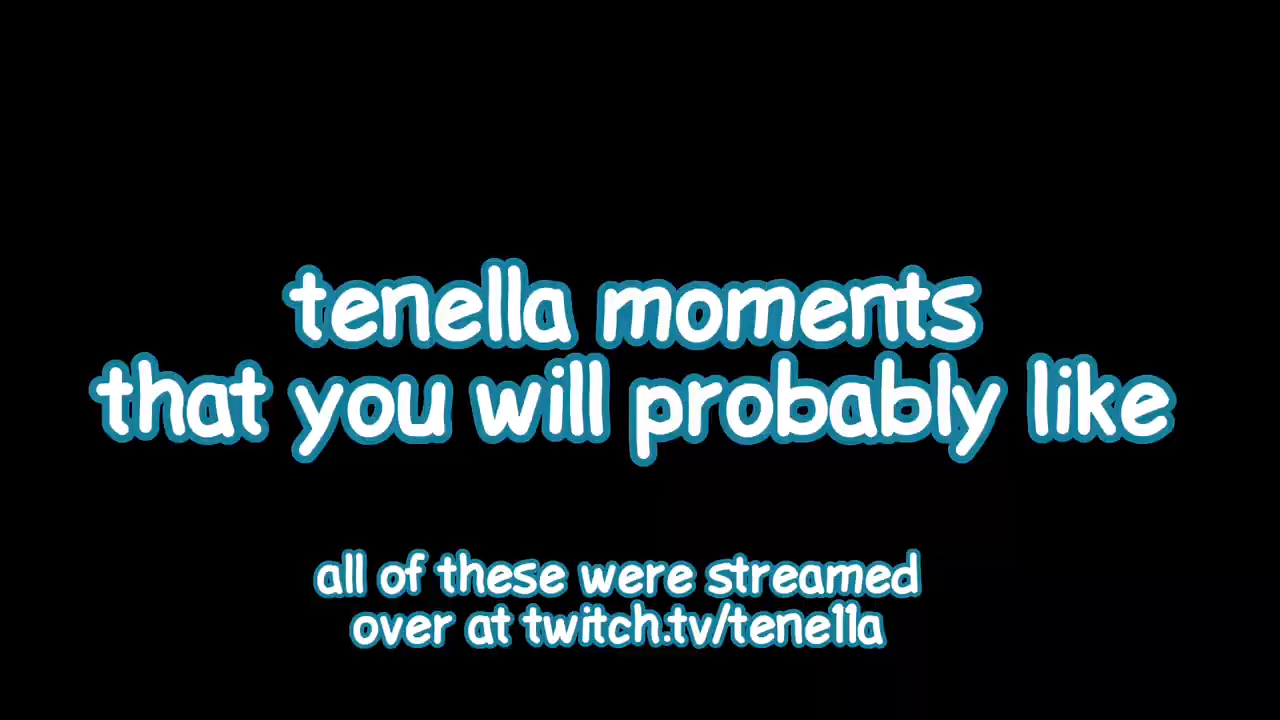 tenella moments
that you will probably like
all of these were streamed
over at twitch.tv/tene11a